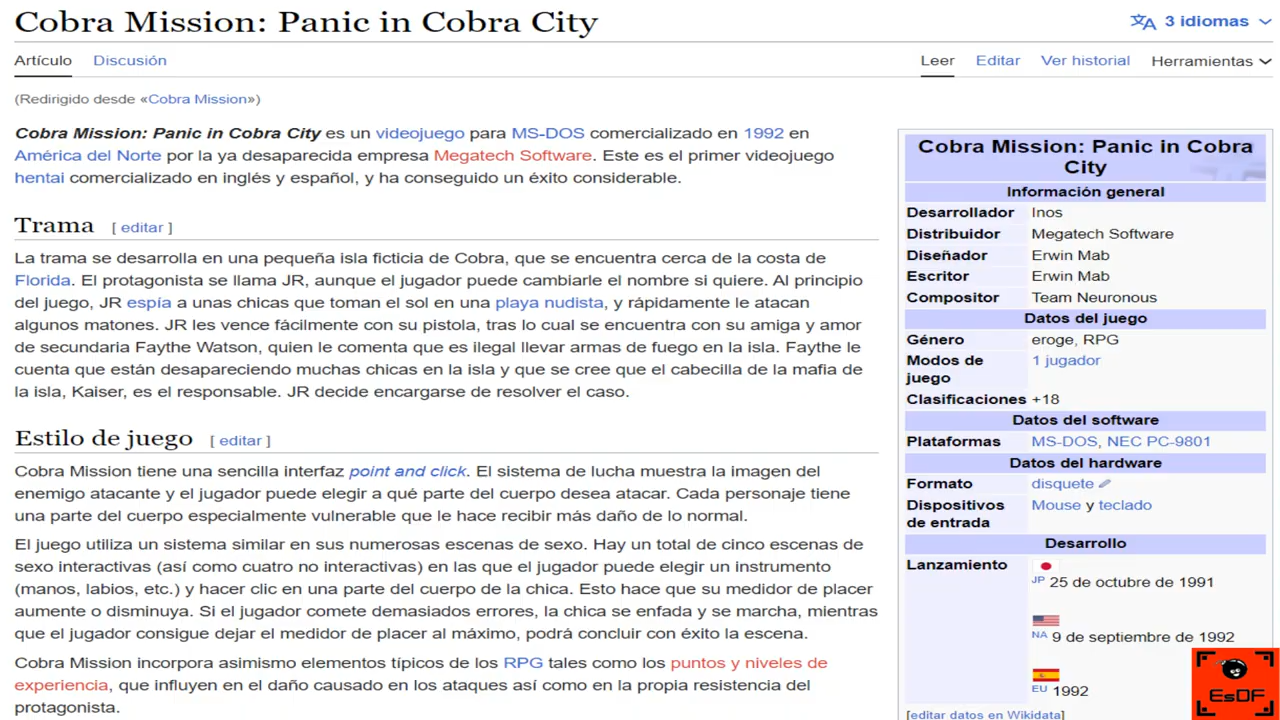 Cobra Mission: Panic in Cobra City
3 idiomas
Artículo Discusión
Leer Editar Ver historial Herramientas
(Redirigido desde «Cobra Mission»)
Cobra Mission: Panic in Cobra City es un videojuego para MS-DOS comercializado en 1992 en
América del Norte por la ya desaparecida empresa Megatech Software. Este es el primer videojuego
hentai comercializado en inglés y español, y ha conseguido un éxito considerable.
Trama [ editar ]
La trama se desarrolla en una pequeña isla ficticia de Cobra, que se encuentra cerca de la costa de
Florida. El protagonista se llama JR, aunque el jugador puede cambiarle el nombre si quiere. Al principio
del juego, JR espía a unas chicas que toman el sol en una playa nudista, y rápidamente le atacan
algunos matones. JR les vence fácilmente con su pistola, tras lo cual se encuentra con su amiga y amor
de secundaria Faythe Watson, quien le comenta que es ilegal llevar armas de fuego en la isla. Faythe le
cuenta que están desapareciendo muchas chicas en la isla y que se cree que el cabecilla de la mafia de
la isla, Kaiser, es el responsable. JR decide encargarse de resolver el caso.
Estilo de juego [ editar ]
Cobra Mission tiene una sencilla interfaz point and click. El sistema de lucha muestra la imagen del
enemigo atacante y el jugador puede elegir a qué parte del cuerpo desea atacar. Cada personaje tiene
una parte del cuerpo especialmente vulnerable que le hace recibir más daño de lo normal.
El juego utiliza un sistema similar en sus numerosas escenas de sexo. Hay un total de cinco escenas de
sexo interactivas (así como cuatro no interactivas) en las que el jugador puede elegir un instrumento
(manos, labios, etc.) y hacer clic en una parte del cuerpo de la chica. Esto hace que su medidor de placer
aumente o disminuya. Si el jugador comete demasiados errores, la chica se enfada y se marcha, mientras
que el jugador consigue dejar el medidor de placer al máximo, podrá concluir con éxito la escena.
Cobra Mission incorpora asimismo elementos típicos de los RPG tales como los puntos y niveles de
experiencia, que influyen en el daño causado en los ataques así como en la propia resistencia del
protagonista.
Cobra Mission: Panic in Cobra
City
Información general
Desarrollador Inos
Distribuidor Megatech Software
Diseñador Erwin Mab
Escritor Erwin Mab
Compositor Team Neuronous
Datos del juego
Género eroge, RPG
Modos de 1 jugador
juego
Clasificaciones +18
Datos del software
Plataformas MS-DOS, NEC PC-9801
Datos del hardware
Formato disquete
Dispositivos Mouse y teclado
de entrada
Desarrollo
Lanzamiento
JP 25 de octubre de 1991
NA 9 de septiembre de 1992
EU 1992
[editar datos en Wikidata]
EsDF